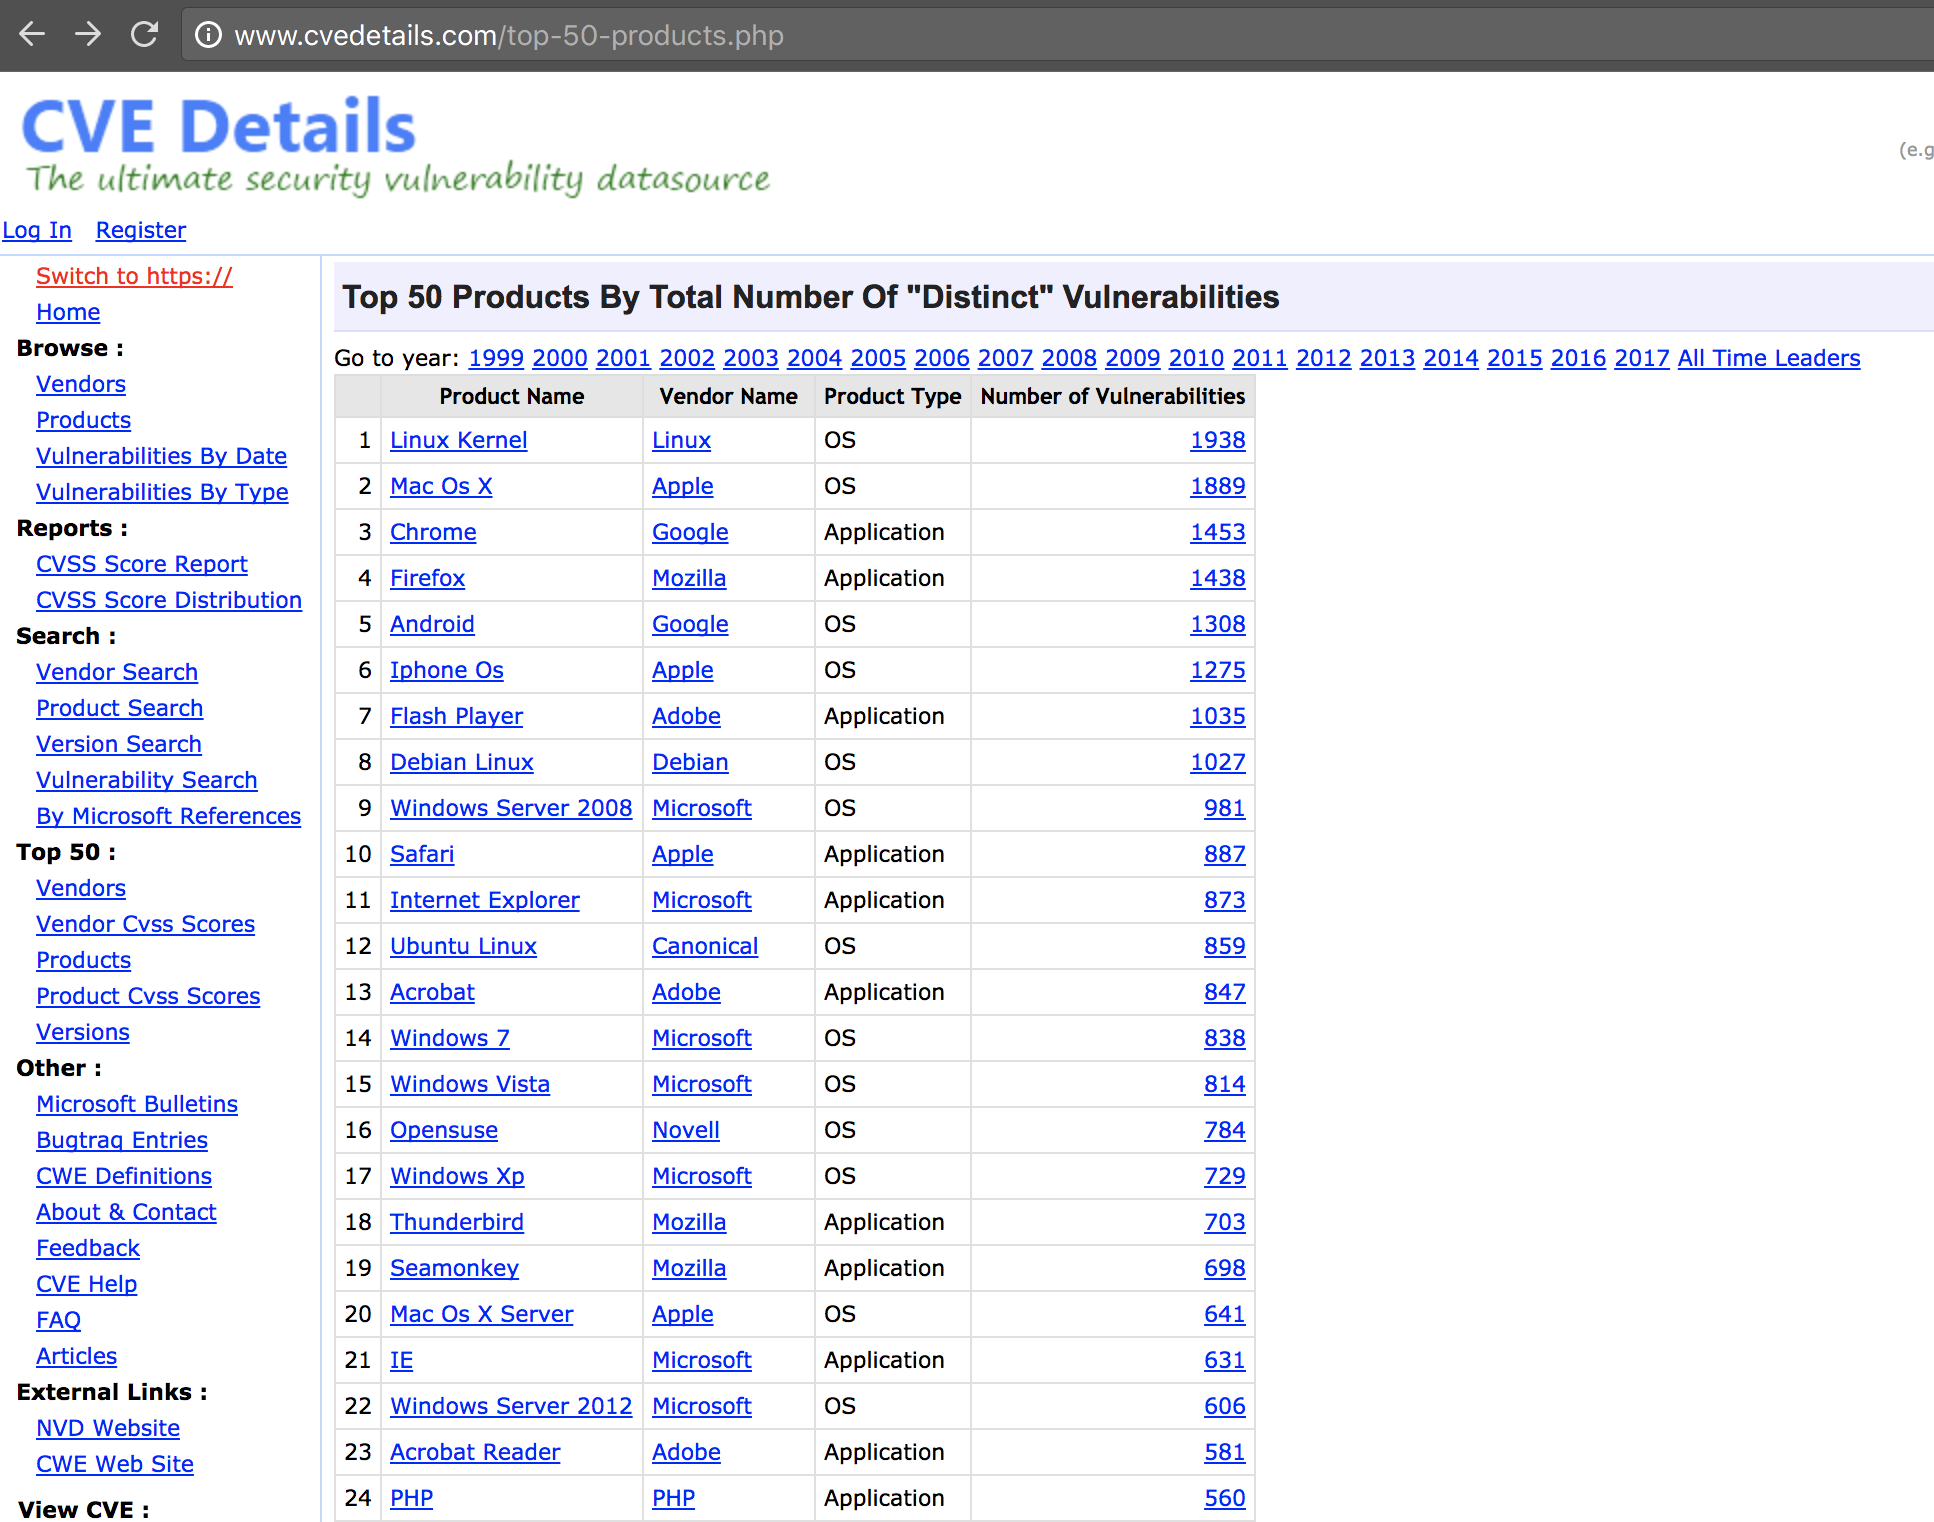 www.cvedetails.com/top-50-products.php
CVE Details
The ultimate security vulnerability datasource
(e.g
Log In Register
Switch to https://
Home
Browse :
Vendors
Products
Vulnerabilities By Date
Vulnerabilities By Type
Reports :
CVSS Score Report
CVSS Score Distribution
Search :
Vendor Search
Product Search
Version Search
Vulnerability Search
By Microsoft References
Top 50 :
Vendors
Vendor Cvss Scores
Products
Product Cvss Scores
Versions
Other :
Microsoft Bulletins
Bugtraq Entries
CWE Definitions
About & Contact
Feedback
CVE Help
FAQ
Articles
External Links :
NVD Website
CWE Web Site
View CVE :
Top 50 Products By Total Number Of "Distinct" Vulnerabilities
Go to year: 1999 2000 2001 2002 2003 2004 2005 2006 2007 2008 2009 2010 2011 2012 2013 2014 2015 2016 2017 All Time Leaders
Product Name Vendor Name Product Type Number of Vulnerabilities
1 Linux Kernel Linux OS 1938
2 Mac Os X Apple OS 1889
3 Chrome Google Application 1453
4 Firefox Mozilla Application 1438
5 Android Google OS 1308
6 Iphone Os Apple OS 1275
7 Flash Player Adobe Application 1035
8 Debian Linux Debian OS 1027
9 Windows Server 2008 Microsoft OS 981
10 Safari Apple Application 887
11 Internet Explorer Microsoft Application 873
12 Ubuntu Linux Canonical OS 859
13 Acrobat Adobe Application 847
14 Windows 7 Microsoft OS 838
15 Windows Vista Microsoft OS 814
16 Opensuse Novell OS 784
17 Windows Xp Microsoft OS 729
18 Thunderbird Mozilla Application 703
19 Seamonkey Mozilla Application 698
20 Mac Os X Server Apple OS 641
21 IE Microsoft Application 631
22 Windows Server 2012 Microsoft OS 606
23 Acrobat Reader Adobe Application 581
24 PHP PHP Application 560